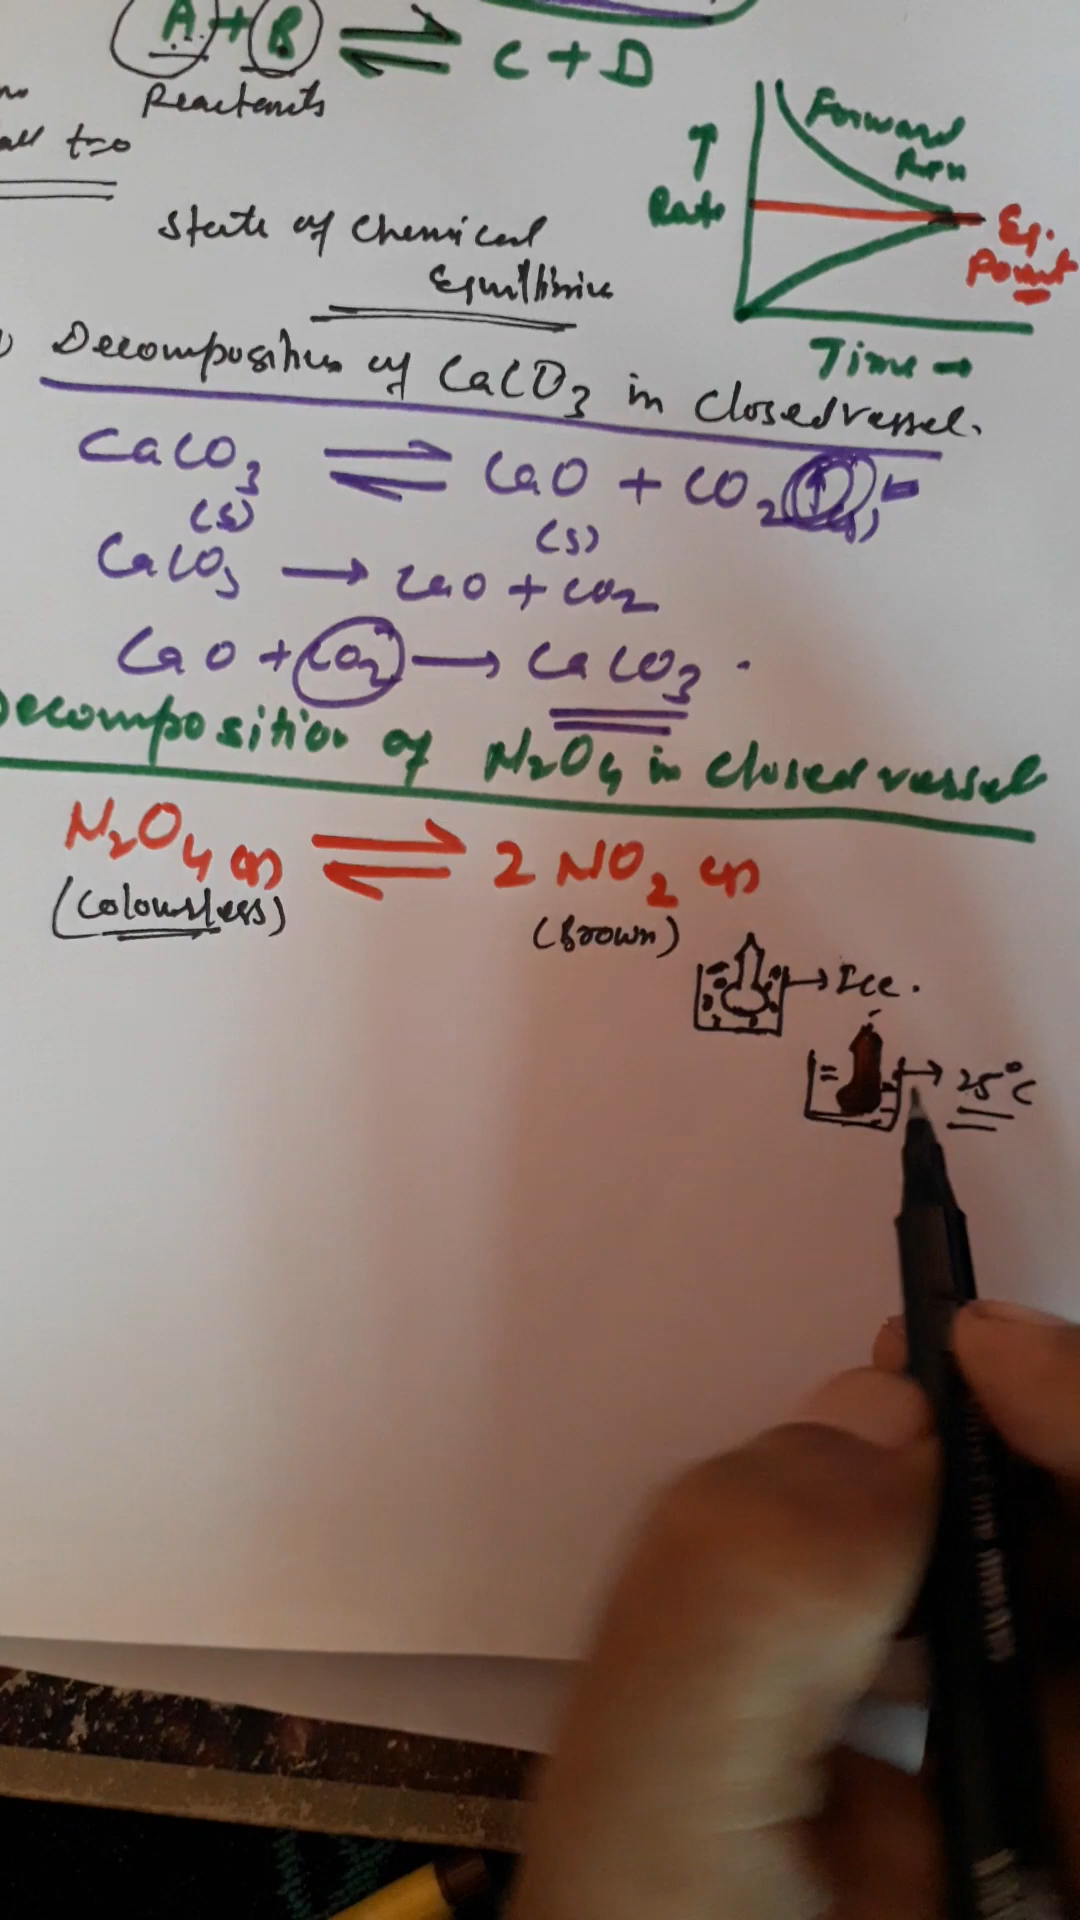 A + B ⇌ C + D
Reactants
all t=0
Forward
Rxn
↑
Rate
Eq.
Point
Time →
State of Chemical
Equilibrium
Decomposition of CaCO3 in closed vessel.
CaCO3 ⇌ CaO + CO2 ↑
(s) (s)
CaCO3 → CaO + CO2
CaO + CO2 → CaCO3
Decomposition of N2O4 in closed vessel
N2O4 (g) ⇌ 2 NO2 (g)
(Colourless) (Brown)
→ Ice.
→ 25°C